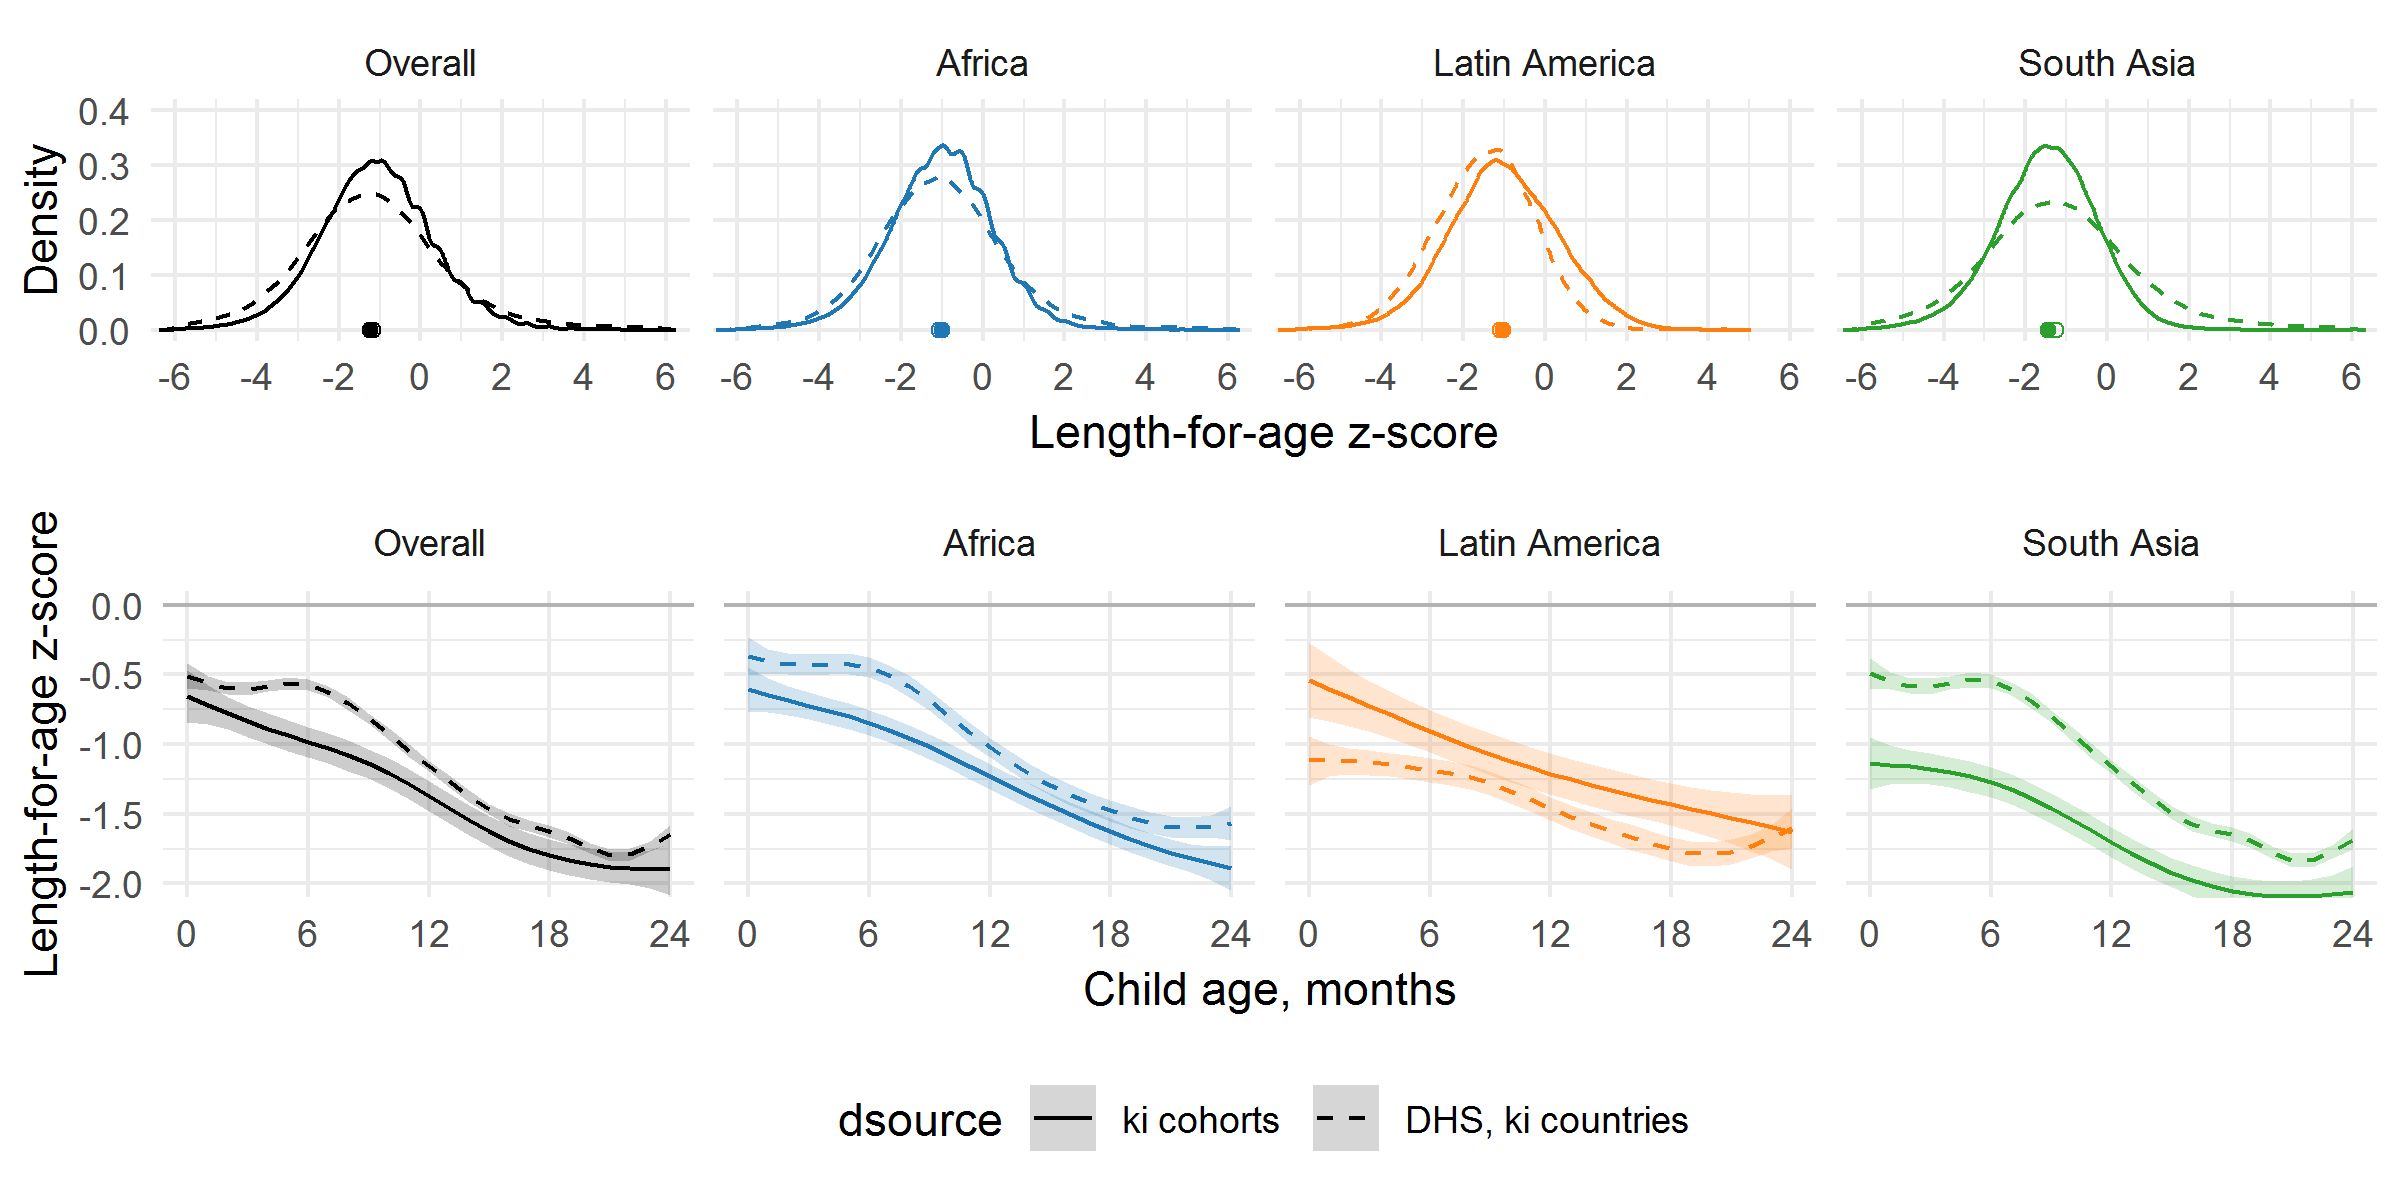 Overall Africa Latin America South Asia
0.4
0.3
0.2
0.1
0.0
Density
-6 -4 -2 0 2 4 6 -6 -4 -2 0 2 4 6 -6 -4 -2 0 2 4 6 -6 -4 -2 0 2 4 6
Length-for-age z-score
Overall Africa Latin America South Asia
0.0
-0.5
-1.0
-1.5
-2.0
Length-for-age z-score
0 6 12 18 24 0 6 12 18 24 0 6 12 18 24 0 6 12 18 24
Child age, months
dsource ki cohorts DHS, ki countries